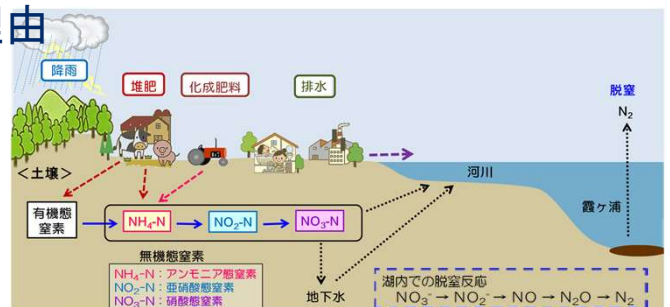 由
降雨
堆肥
化成肥料
排水
脱窒
N₂
<土壌>
河川
霞ヶ浦
有機態
窒素
NH₄-N
NO₂-N
NO₃-N
無機態窒素
NH₄-N：アンモニア態窒素
NO₂-N：亜硝酸態窒素
NO₃-N：硝酸態窒素
地下水
湖内での脱窒反応
NO₃⁻→NO₂⁻→NO→N₂O→N₂